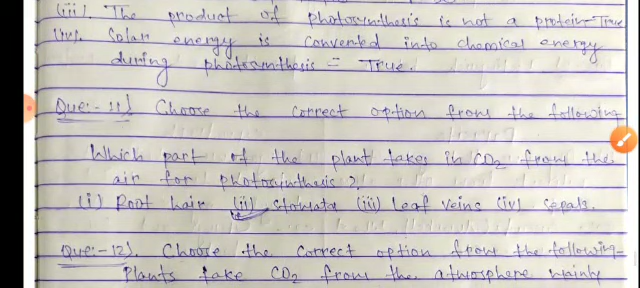 (iii). The product of photosynthesis is not a protein- True
(iv). Solar energy is converted into chemical energy
during photosynthesis = True.
Que:- 11). Choose the correct option from the following
Which part of the plant takes in CO2 from the
air for photosynthesis?
(i) Root hair (ii) stomata (iii) Leaf veins (iv) sepals.
Que:- 12). Choose the correct option from the following-
Plants take CO2 from the atmosphere mainly